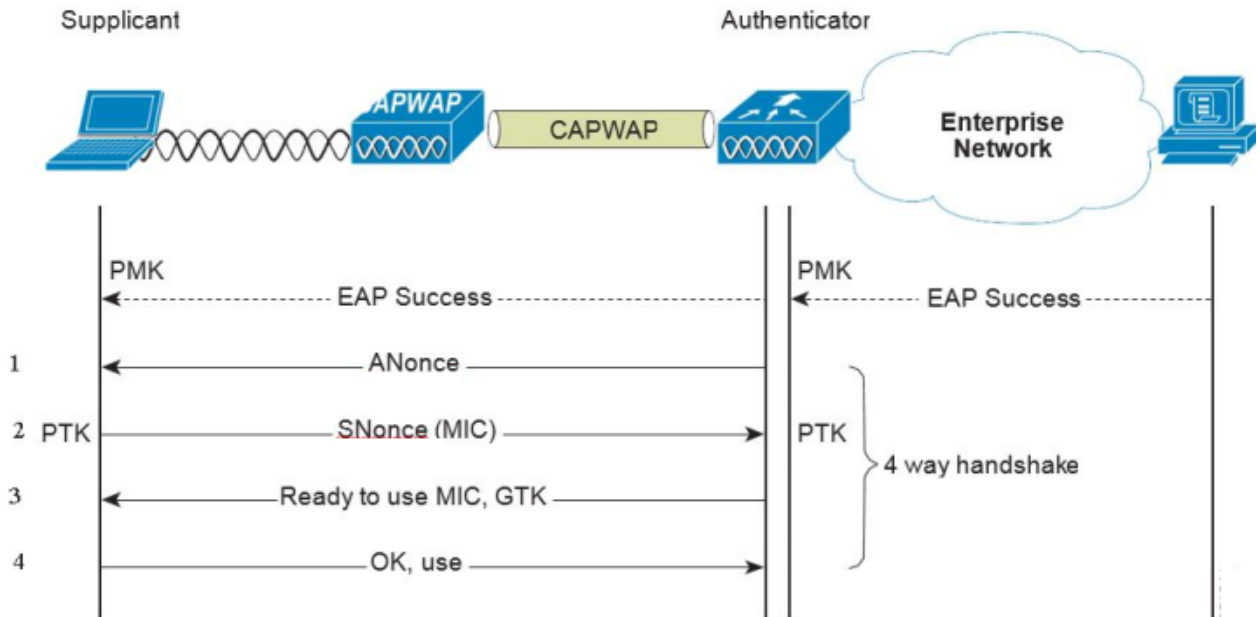 Supplicant
Authenticator
CAPWAP
CAPWAP
Enterprise
Network
PMK
EAP Success
PMK
EAP Success
1
ANonce
2
PTK
SNonce (MIC)
PTK
4 way handshake
3
Ready to use MIC, GTK
4
OK, use